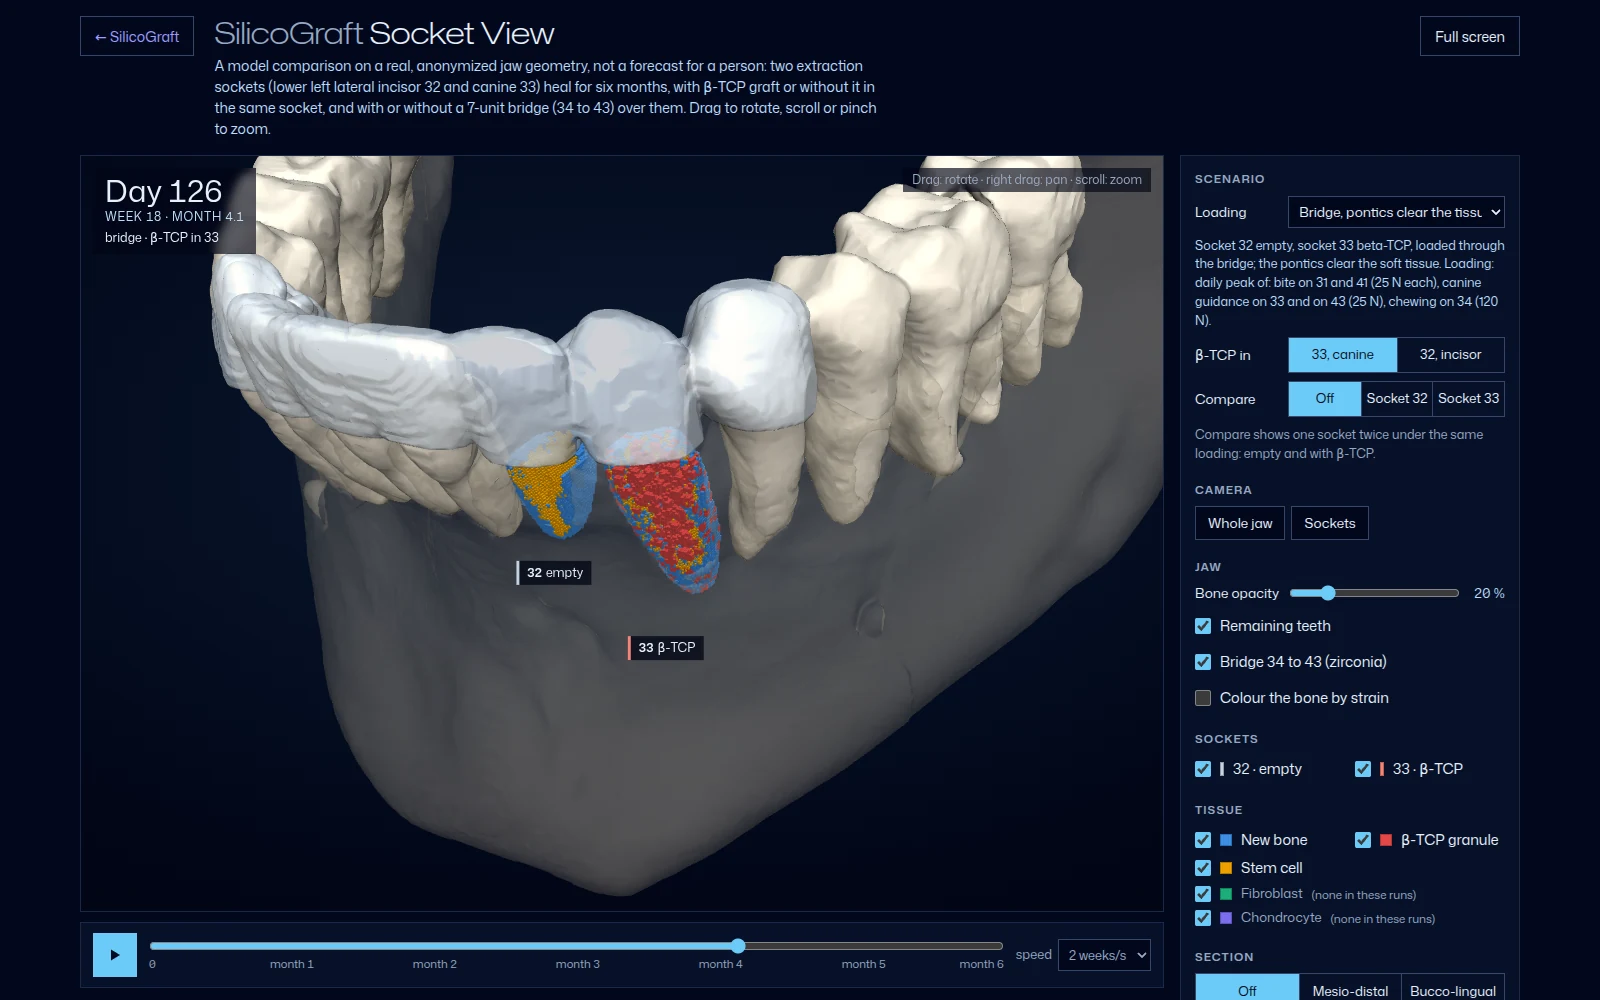 ← SilicoGraft
SilicoGraft Socket View
Full screen
A model comparison on a real, anonymized jaw geometry, not a forecast for a person: two extraction
sockets (lower left lateral incisor 32 and canine 33) heal for six months, with β-TCP graft or without it in
the same socket, and with or without a 7-unit bridge (34 to 43) over them. Drag to rotate, scroll or pinch
to zoom.
Day 126
WEEK 18 · MONTH 4.1
bridge · β-TCP in 33
Drag: rotate · right drag: pan · scroll: zoom
32 empty
33 β-TCP
0
month 1
month 2
month 3
month 4
month 5
month 6
speed
2 weeks/s
SCENARIO
Loading
Bridge, pontics clear the tissu
Socket 32 empty, socket 33 beta-TCP, loaded through
the bridge; the pontics clear the soft tissue. Loading:
daily peak of: bite on 31 and 41 (25 N each), canine
guidance on 33 and on 43 (25 N), chewing on 34 (120
N).
β-TCP in
33, canine
32, incisor
Compare
Off
Socket 32
Socket 33
Compare shows one socket twice under the same
loading: empty and with β-TCP.
CAMERA
Whole jaw
Sockets
JAW
Bone opacity
20 %
Remaining teeth
Bridge 34 to 43 (zirconia)
Colour the bone by strain
SOCKETS
32 · empty
33 · β-TCP
TISSUE
New bone
β-TCP granule
Stem cell
Fibroblast (none in these runs)
Chondrocyte (none in these runs)
SECTION
Off
Mesio-distal
Bucco-lingual